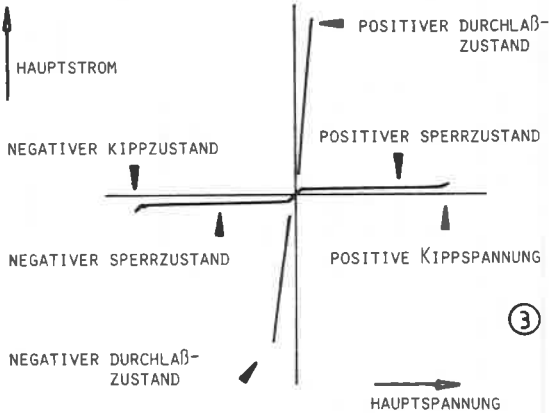 POSITIVER DURCHLAß-
ZUSTAND
HAUPTSTROM
NEGATIVER KIPPZUSTAND
POSITIVER SPERRZUSTAND
NEGATIVER SPERRZUSTAND
POSITIVE KIPPSPANNUNG
3
NEGATIVER DURCHLAß-
ZUSTAND
HAUPTSPANNUNG